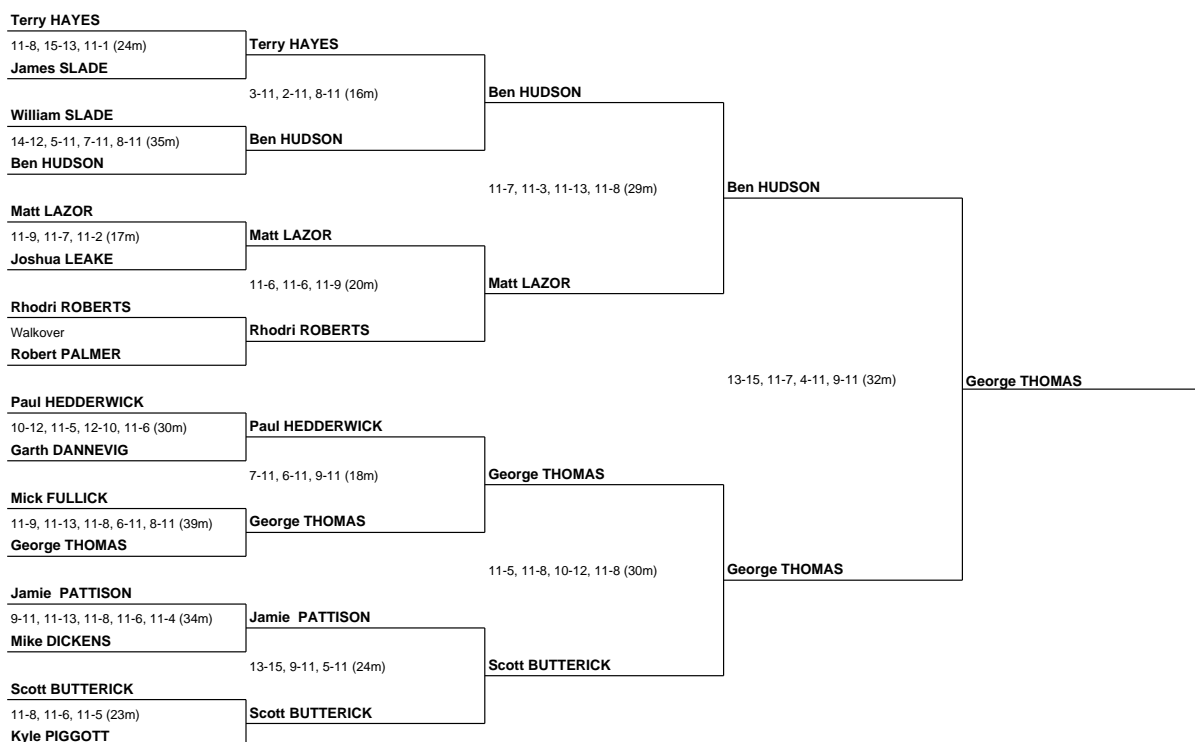 Terry HAYES
11-8, 15-13, 11-1 (24m)
James SLADE
William SLADE
14-12, 5-11, 7-11, 8-11 (35m)
Ben HUDSON
Matt LAZOR
11-9, 11-7, 11-2 (17m)
Joshua LEAKE
Rhodri ROBERTS
Walkover
Robert PALMER
Paul HEDDERWICK
10-12, 11-5, 12-10, 11-6 (30m)
Garth DANNEVIG
Mick FULLICK
11-9, 11-13, 11-8, 6-11, 8-11 (39m)
George THOMAS
Jamie  PATTISON
9-11, 11-13, 11-8, 11-6, 11-4 (34m)
Mike DICKENS
Scott BUTTERICK
11-8, 11-6, 11-5 (23m)
Kyle PIGGOTT
Terry HAYES
3-11, 2-11, 8-11 (16m)
Ben HUDSON
Matt LAZOR
11-6, 11-6, 11-9 (20m)
Rhodri ROBERTS
Paul HEDDERWICK
7-11, 6-11, 9-11 (18m)
George THOMAS
Jamie  PATTISON
13-15, 9-11, 5-11 (24m)
Scott BUTTERICK
Ben HUDSON
11-7, 11-3, 11-13, 11-8 (29m)
Matt LAZOR
George THOMAS
11-5, 11-8, 10-12, 11-8 (30m)
Scott BUTTERICK
Ben HUDSON
13-15, 11-7, 4-11, 9-11 (32m)
George THOMAS
George THOMAS